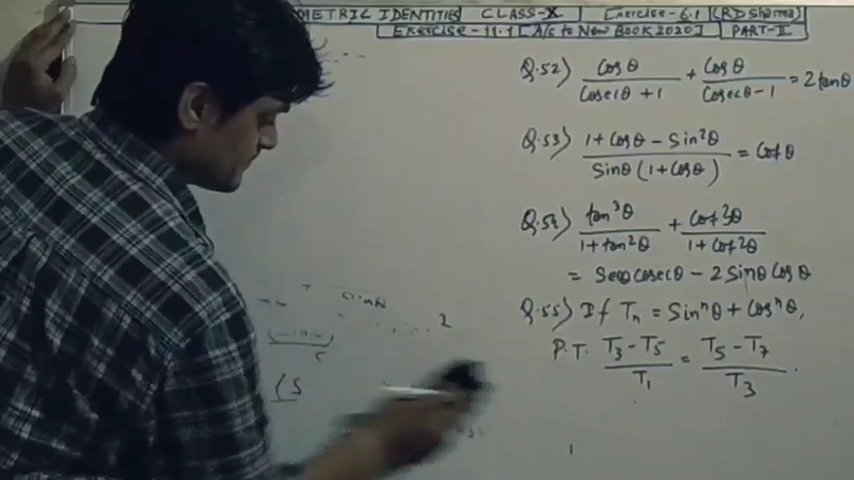 METRIC IDENTITIES CLASS-X Exercise-6.1 (RD Sharma)
EXERCISE-11.1 [A/c to New Book 2020] PART-II
Q.52) Cosθ/(Cosecθ + 1) + Cosθ/(Cosecθ - 1) = 2tanθ
Q.53) (1 + Cosθ - Sin²θ)/(Sinθ(1+Cosθ)) = Cotθ
Q.54) tan³θ/(1 + tan²θ) + Cot³θ/(1 + Cot²θ)
= Secθ Cosecθ - 2 Sinθ Cosθ
Q.55) If Tₙ = Sinⁿθ + Cosⁿθ,
P.T. (T₃ - T₅)/T₁ = (T₅ - T₇)/T₃.